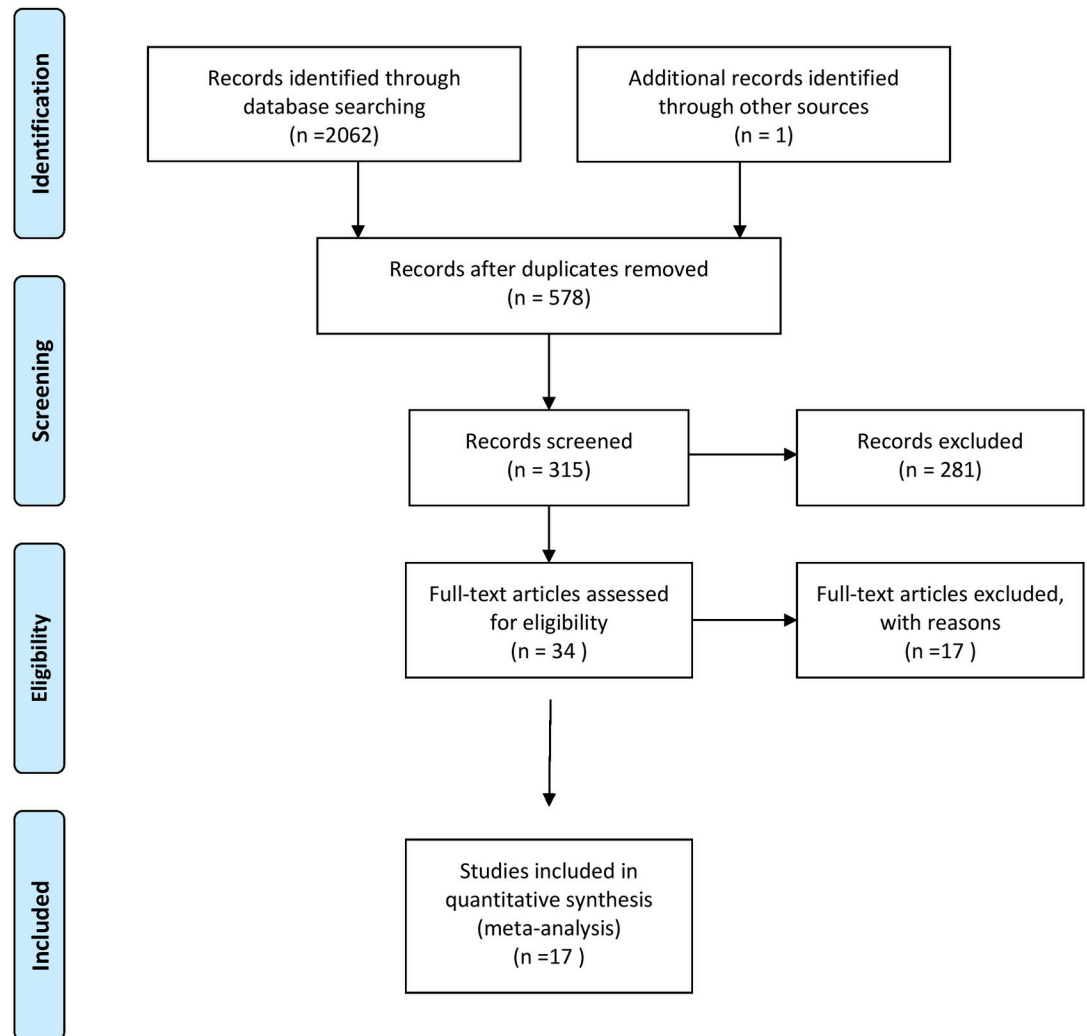 Identification
Records identified through
database searching
(n =2062)
Additional records identified
through other sources
(n = 1)
Records after duplicates removed
(n = 578)
Screening
Records screened
(n = 315)
Records excluded
(n = 281)
Eligibility
Full-text articles assessed
for eligibility
(n = 34 )
Full-text articles excluded,
with reasons
(n =17 )
Included
Studies included in
quantitative synthesis
(meta-analysis)
(n =17 )